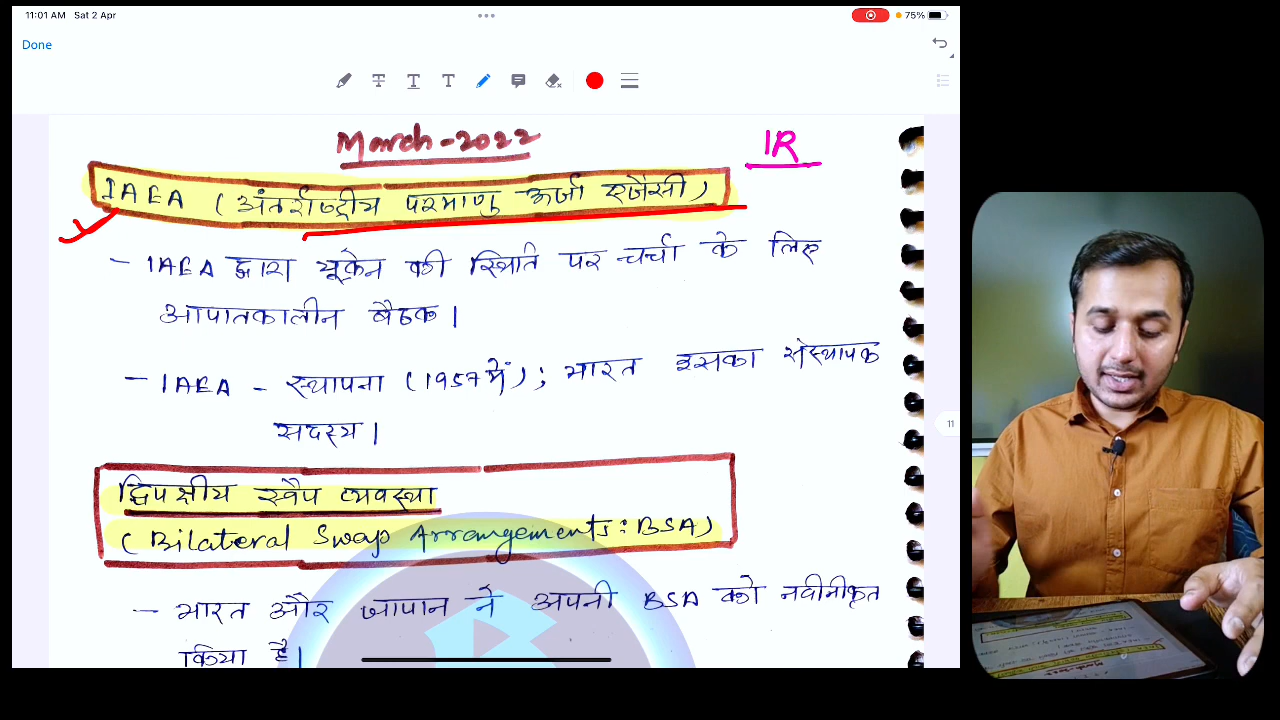 11:01 AM Sat 2 Apr
75%
Done
March-2022
IR
IAEA (अंतर्राष्ट्रीय परमाणु ऊर्जा एजेंसी)
- IAEA द्वारा यूक्रेन की स्थिति पर चर्चा के लिए
आपातकालीन बैठक।
- IAEA - स्थापना (1957 में); भारत इसका संस्थापक
सदस्य।
11
द्विपक्षीय स्वैप व्यवस्था
(Bilateral Swap Arrangements: BSA)
- भारत और जापान ने अपनी BSA को नवीनीकृत
किया है।